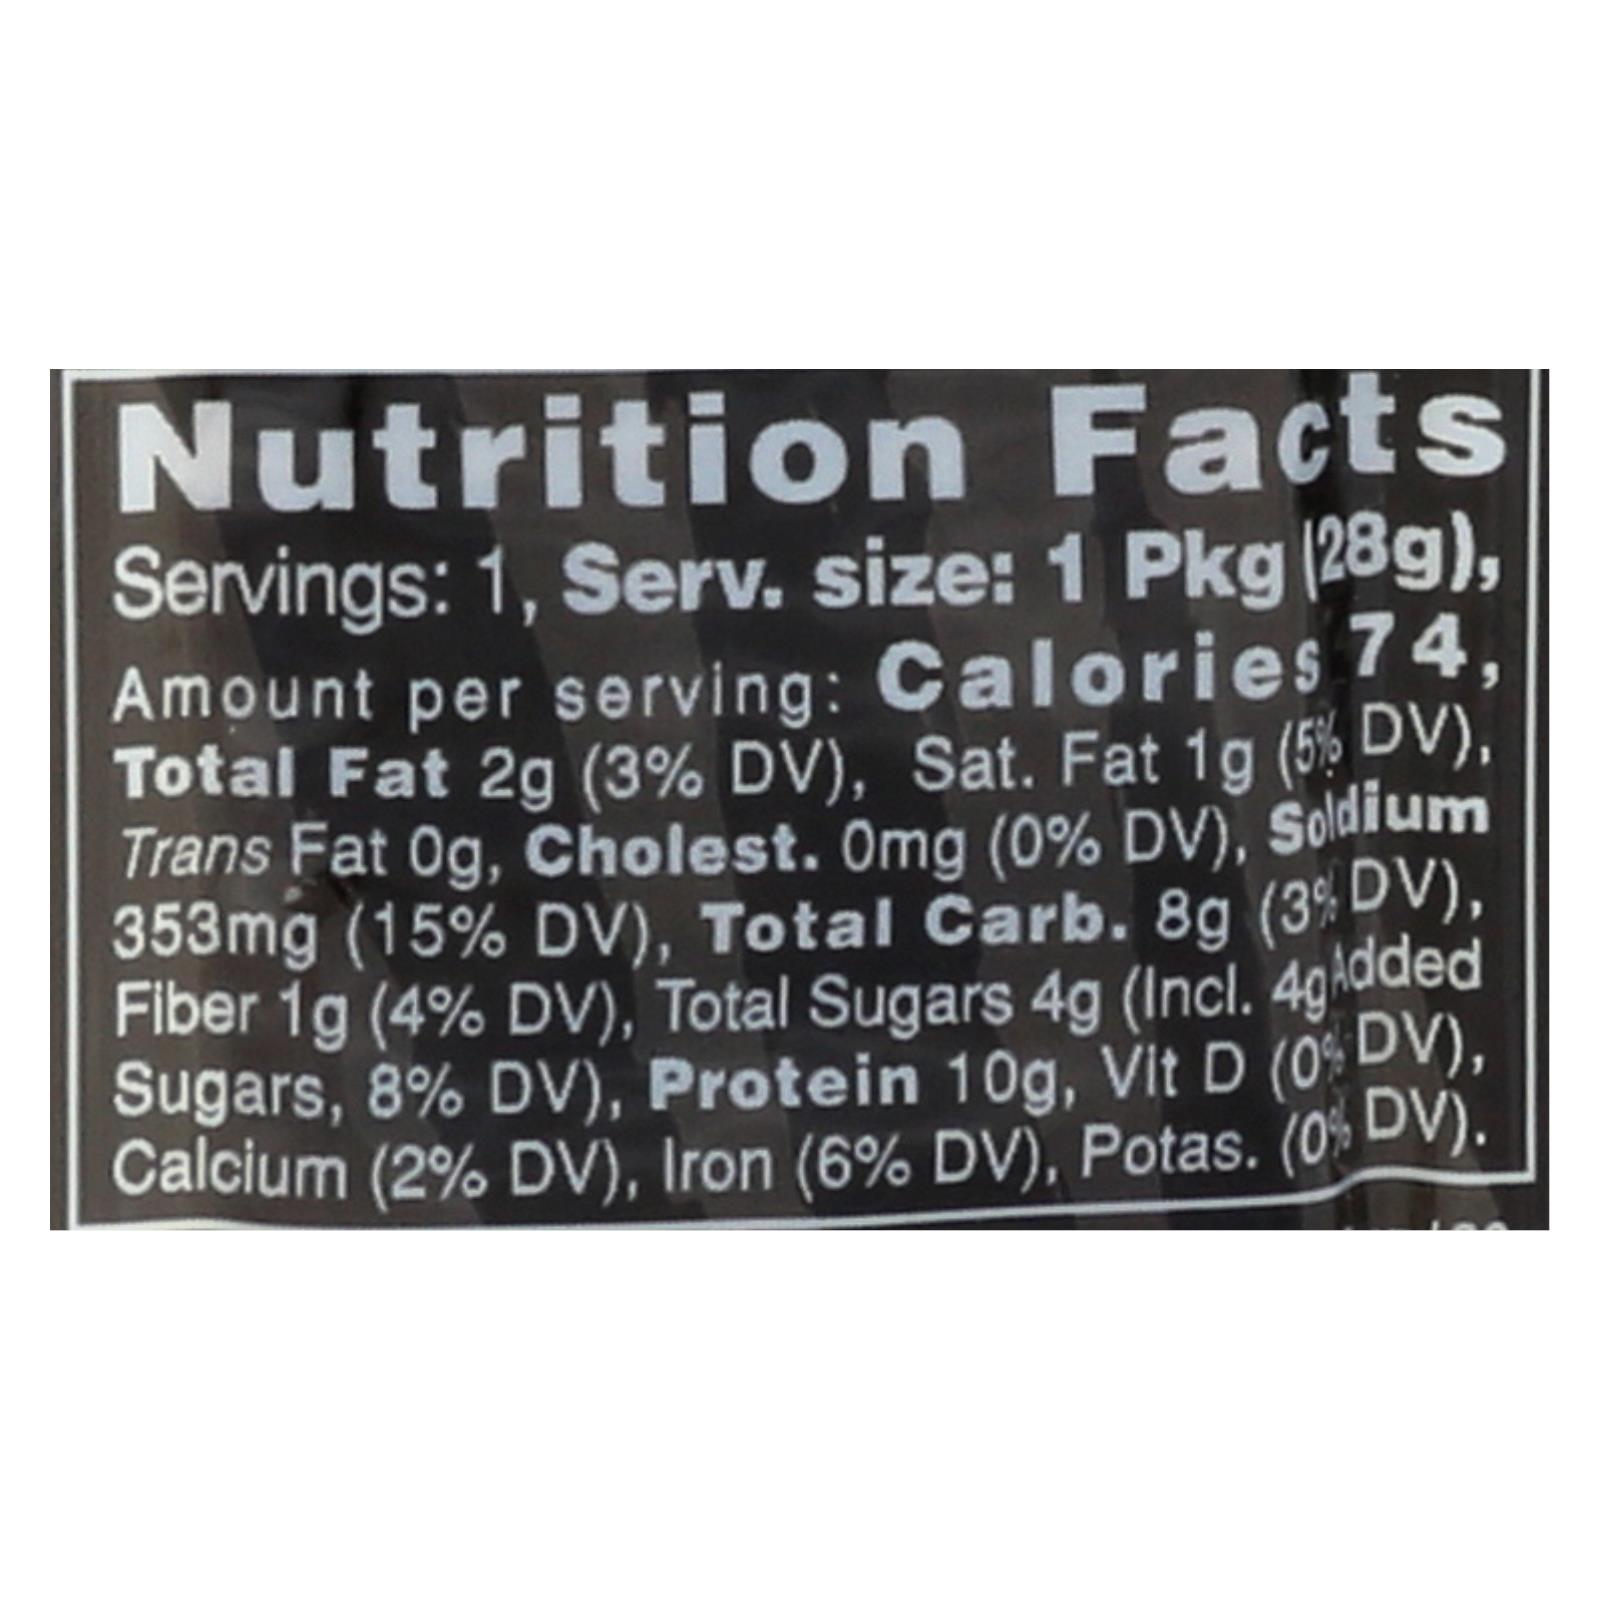 Nutrition Facts
Servings: 1, Serv. size: 1 Pkg (28g),
Amount per serving: Calories 74,
Total Fat 2g (3% DV), Sat. Fat 1g (5% DV),
Trans Fat 0g, Cholest. 0mg (0% DV), Soldium
353mg (15% DV), Total Carb. 8g (3% DV),
Fiber 1g (4% DV), Total Sugars 4g (Incl. 4g Added
Sugars, 8% DV), Protein 10g, Vit D (0% DV),
Calcium (2% DV), Iron (6% DV), Potas. (0% DV).